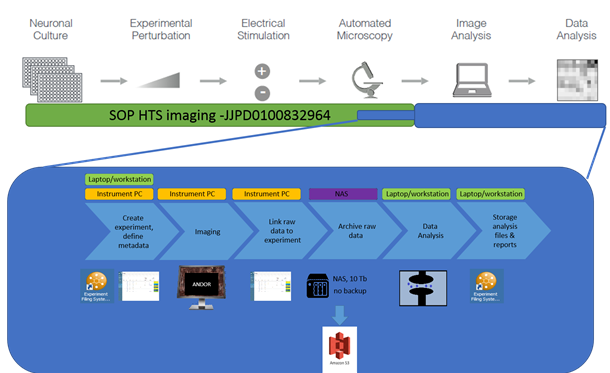 Neuronal
Culture
Experimental
Perturbation
Electrical
Stimulation
Automated
Microscopy
Image
Analysis
Data
Analysis
SOP HTS imaging -JJPD0100832964
Laptop/workstation
Instrument PC
Instrument PC
Instrument PC
NAS
Laptop/workstation
Laptop/workstation
Create
experiment,
define
metadata
Imaging
Link raw
data to
experiment
Archive raw
data
Data
Analysis
Storage
analysis
files &
reports
Experiment
Filing Syste...
ANDOR
NAS, 10 Tb
no backup
Experiment
Filing Syste...
Amazon S3